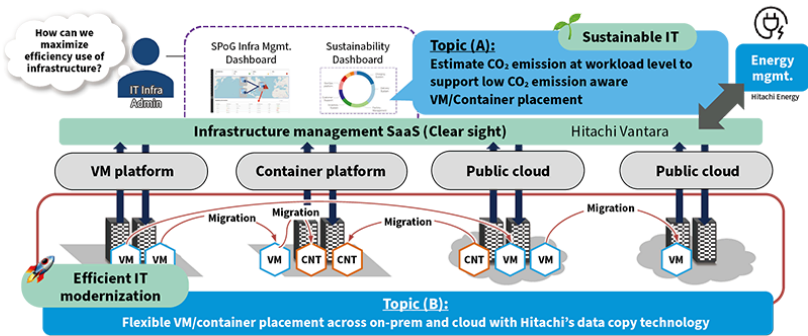 How can we
maximize
efficiency use of
infrastructure?
IT Infra
Admin
SPoG Infra Mgmt.
Dashboard
Sustainability
Dashboard
Sustainable IT
Topic (A):
Estimate CO₂ emission at workload level to
support low CO₂ emission aware
VM/Container placement
Energy
mgmt.
Hitachi Energy
Infrastructure management SaaS (Clear sight)
Hitachi Vantara
VM platform
Container platform
Public cloud
Public cloud
Migration
Migration
Migration
Migration
VM
VM
VM
CNT
CNT
CNT
VM
VM
VM
Efficient IT
modernization
Topic (B):
Flexible VM/container placement across on-prem and cloud with Hitachi's data copy technology